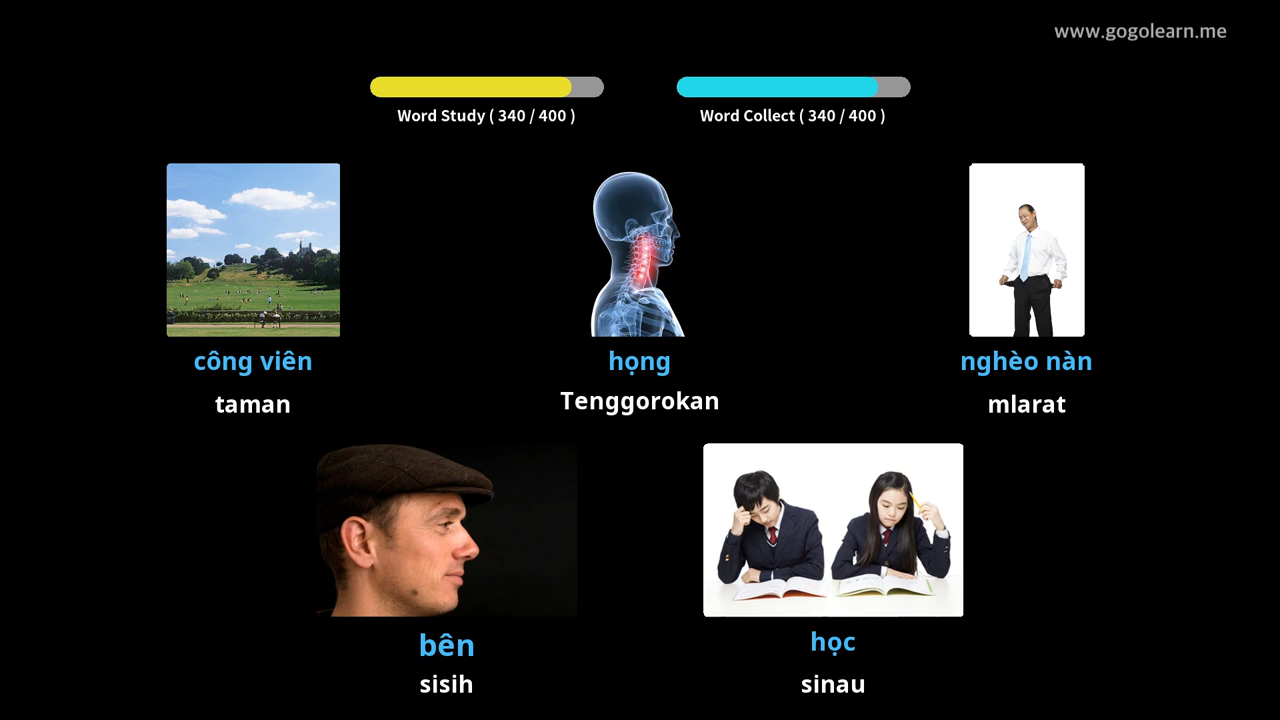 www.gogolearn.me
Word Study ( 340 / 400 )
Word Collect ( 340 / 400 )
công viên
họng
nghèo nàn
taman
Tenggorokan
mlarat
bên
học
sisih
sinau